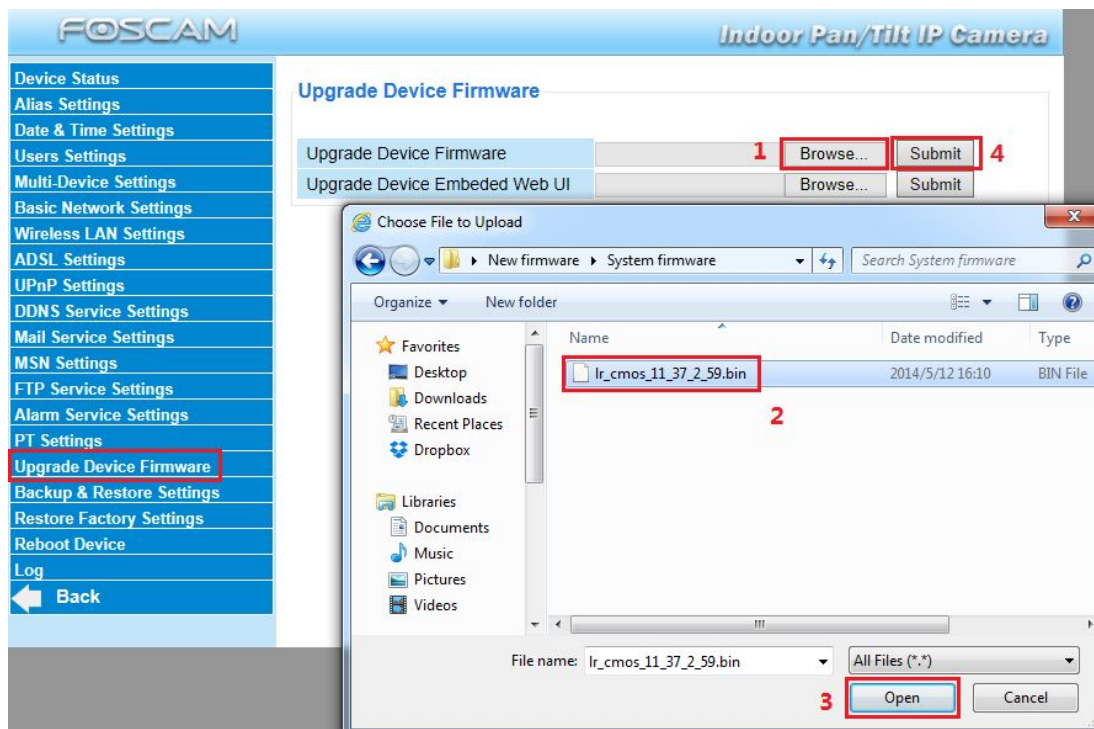 FOSCAM
Indoor Pan/Tilt IP Camera
Device Status
Alias Settings
Date & Time Settings
Users Settings
Multi-Device Settings
Basic Network Settings
Wireless LAN Settings
ADSL Settings
UPnP Settings
DDNS Service Settings
Mail Service Settings
MSN Settings
FTP Service Settings
Alarm Service Settings
PT Settings
Upgrade Device Firmware
Backup & Restore Settings
Restore Factory Settings
Reboot Device
Log
Back
Upgrade Device Firmware
Upgrade Device Firmware 1 Browse... Submit 4
Upgrade Device Embeded Web UI Browse... Submit
Choose File to Upload
New firmware System firmware Search System firmware
Organize New folder
Name Date modified Type
lr_cmos_11_37_2_59.bin 2014/5/12 16:10 BIN File
2
Favorites
Desktop
Downloads
Recent Places
Dropbox
Libraries
Documents
Music
Pictures
Videos
File name: lr_cmos_11_37_2_59.bin All Files (*.*)
3 Open Cancel